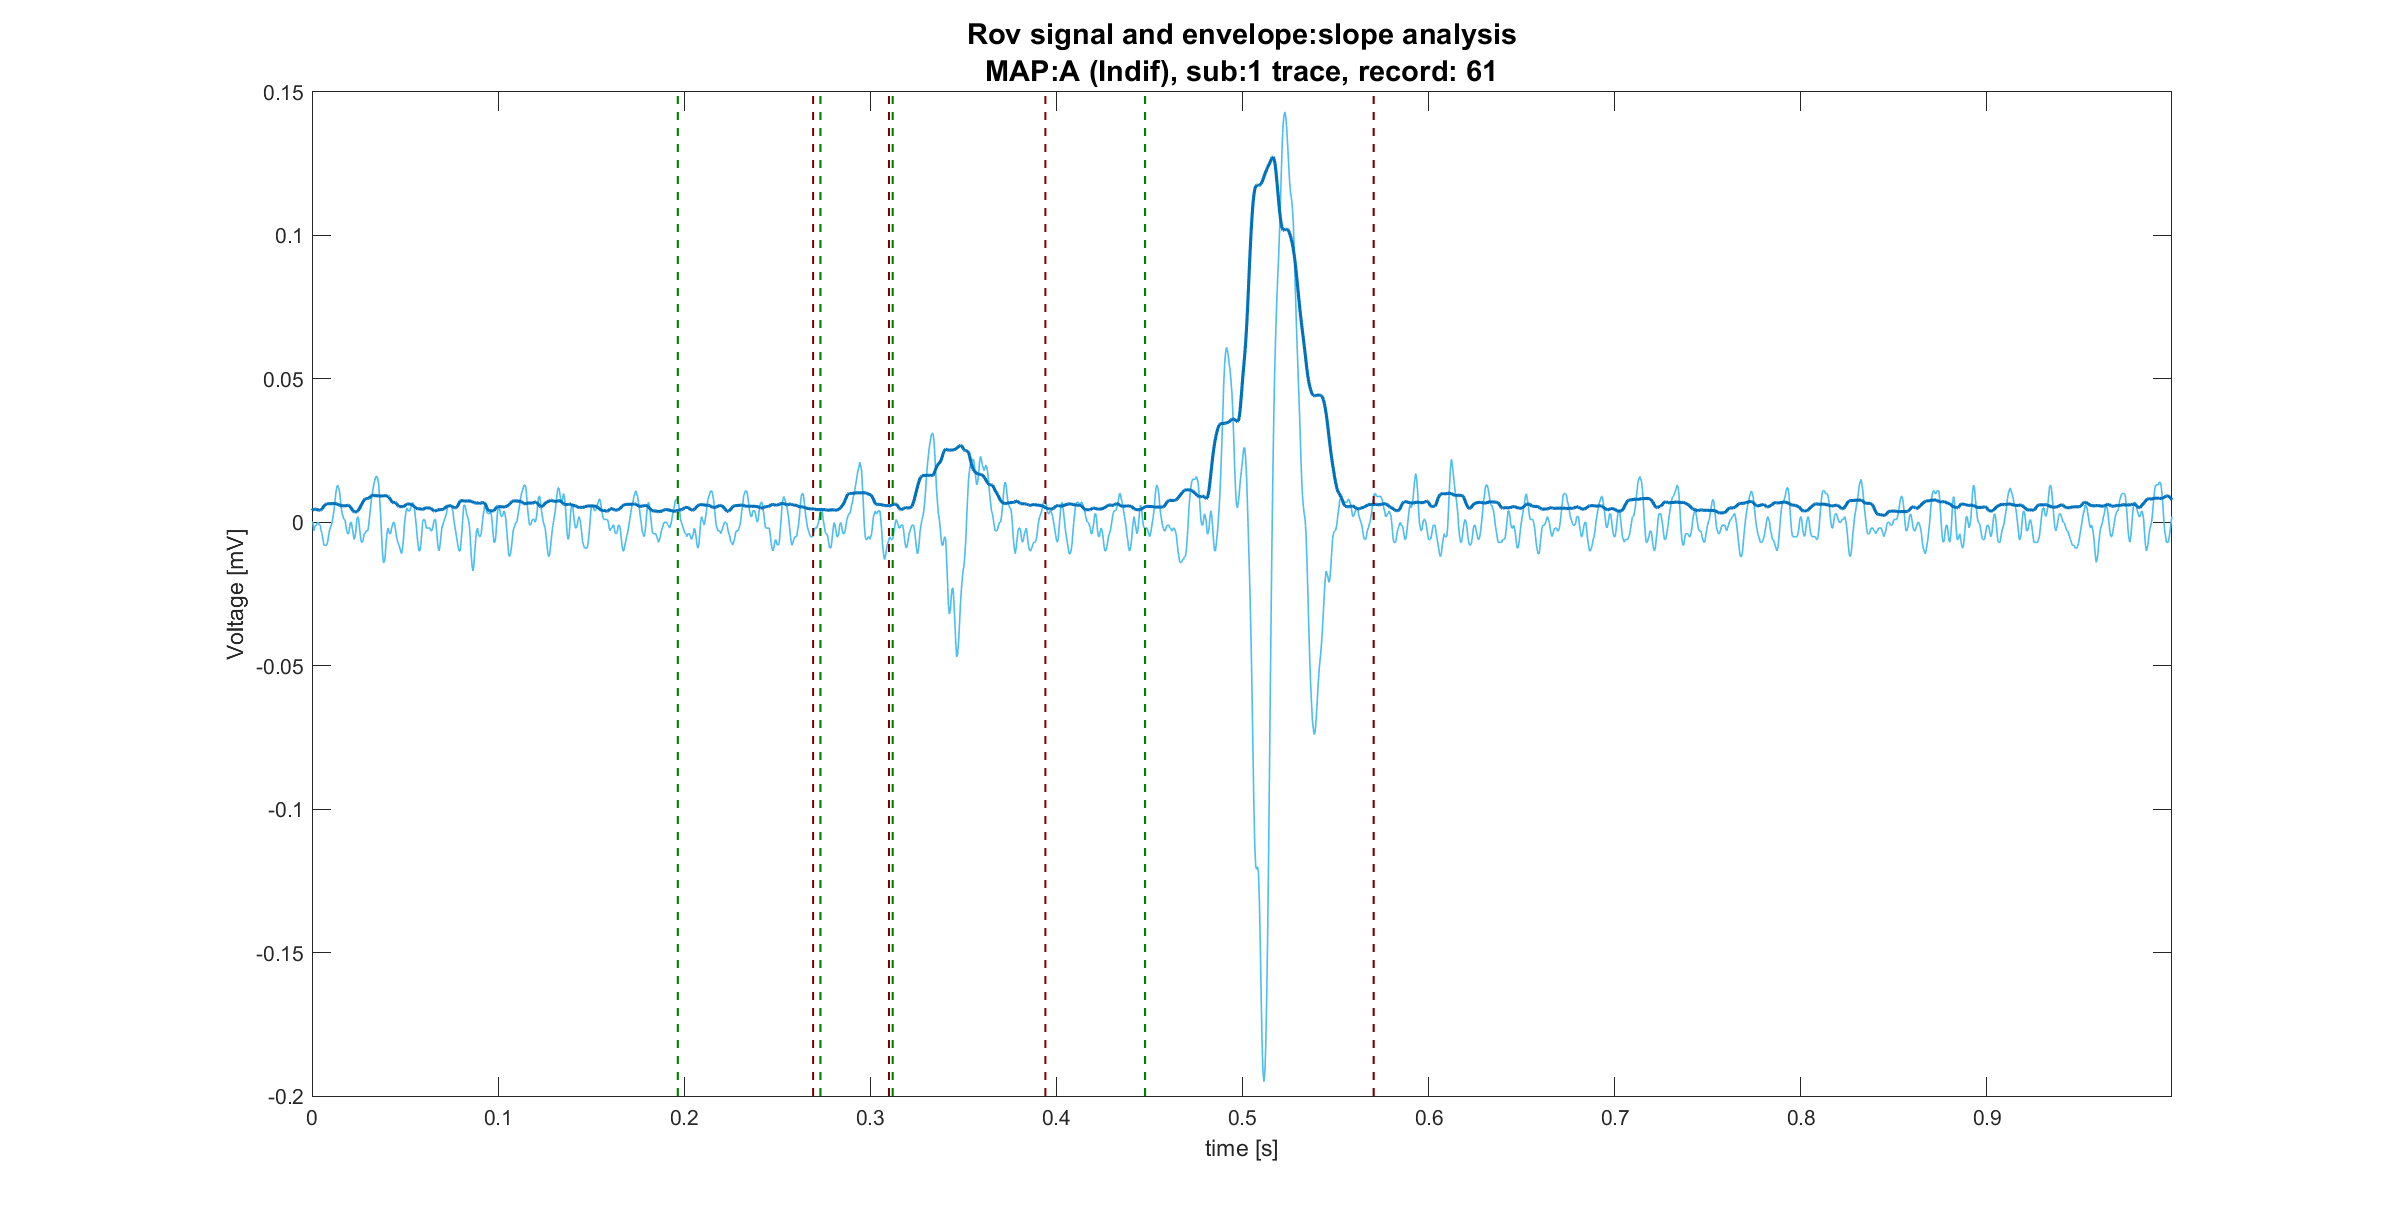 Rov signal and envelope:slope analysis
MAP:A (Indif), sub:1 trace, record: 61
0.15
0.1
0.05
0
-0.05
-0.1
-0.15
-0.2
Voltage [mV]
0 0.1 0.2 0.3 0.4 0.5 0.6 0.7 0.8 0.9
time [s]